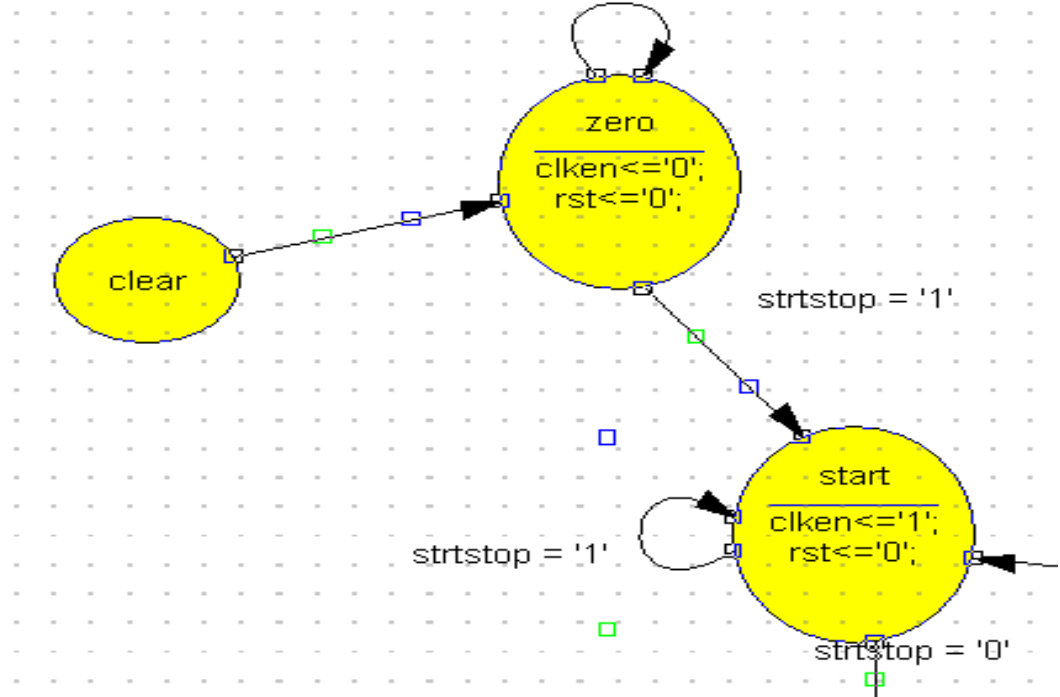 zero
clken<='0';
rst<='0';
clear
strtstop = '1'
start
clken<='1';
rst<='0';
strtstop = '1'
strtstop = '0'